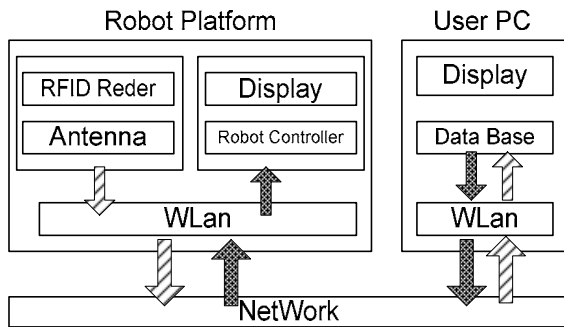 Robot Platform
User PC
RFID Reder
Antenna
Display
Robot Controller
WLan
Display
Data Base
WLan
NetWork